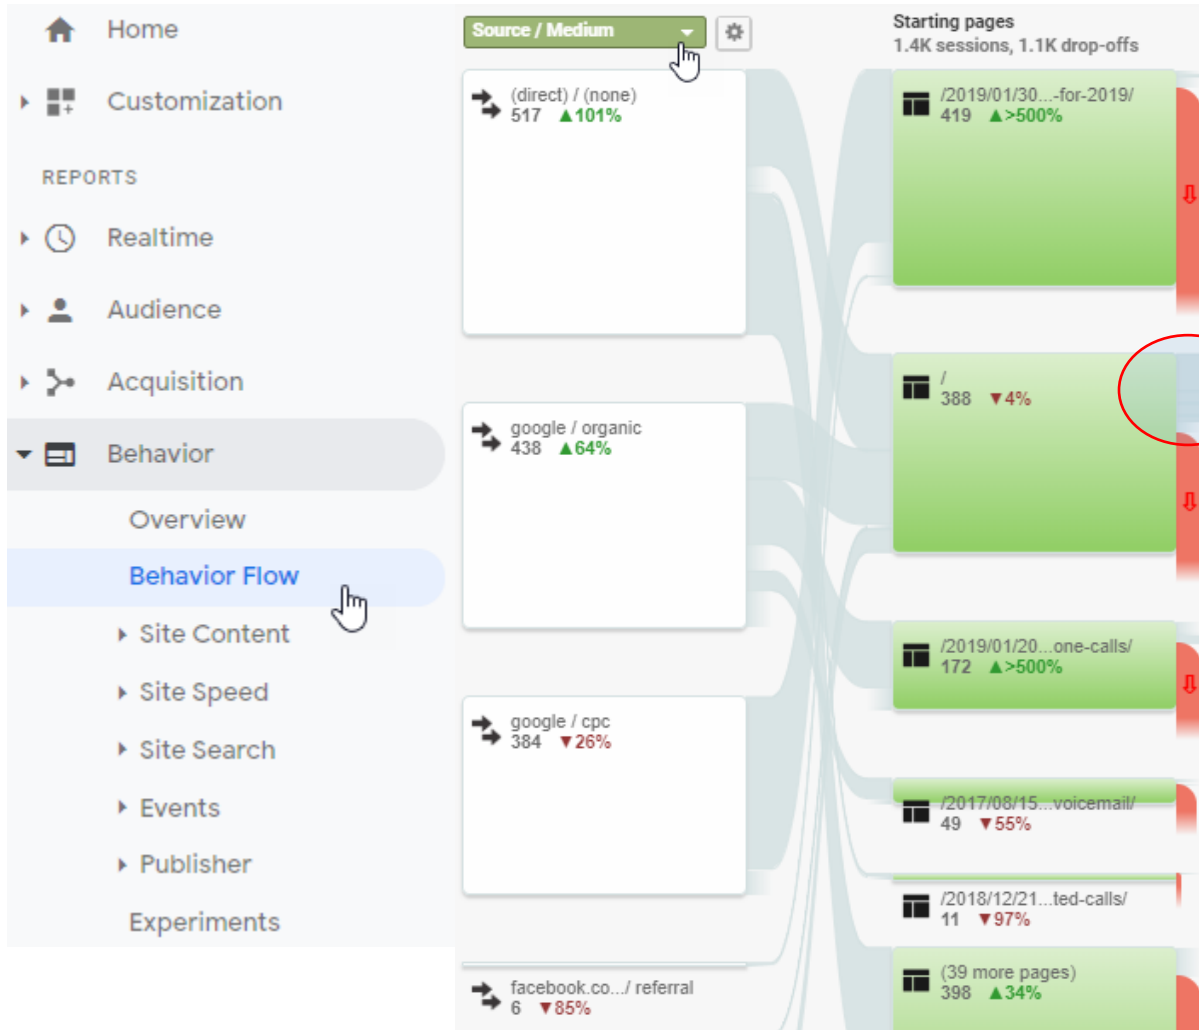 Home
Customization
REPORTS
Realtime
Audience
Acquisition
Behavior
Overview
Behavior Flow
Site Content
Site Speed
Site Search
Events
Publisher
Experiments
Source / Medium
(direct) / (none)
517 ▲101%
google / organic
438 ▲64%
google / cpc
384 ▼26%
facebook.co.../ referral
6 ▼85%
Starting pages
1.4K sessions, 1.1K drop-offs
/2019/01/30...-for-2019/
419 ▲>500%
/
388 ▼4%
/2019/01/20...one-calls/
172 ▲>500%
/2017/08/15...voicemail/
49 ▼55%
/2018/12/21...ted-calls/
11 ▼97%
(39 more pages)
398 ▲34%